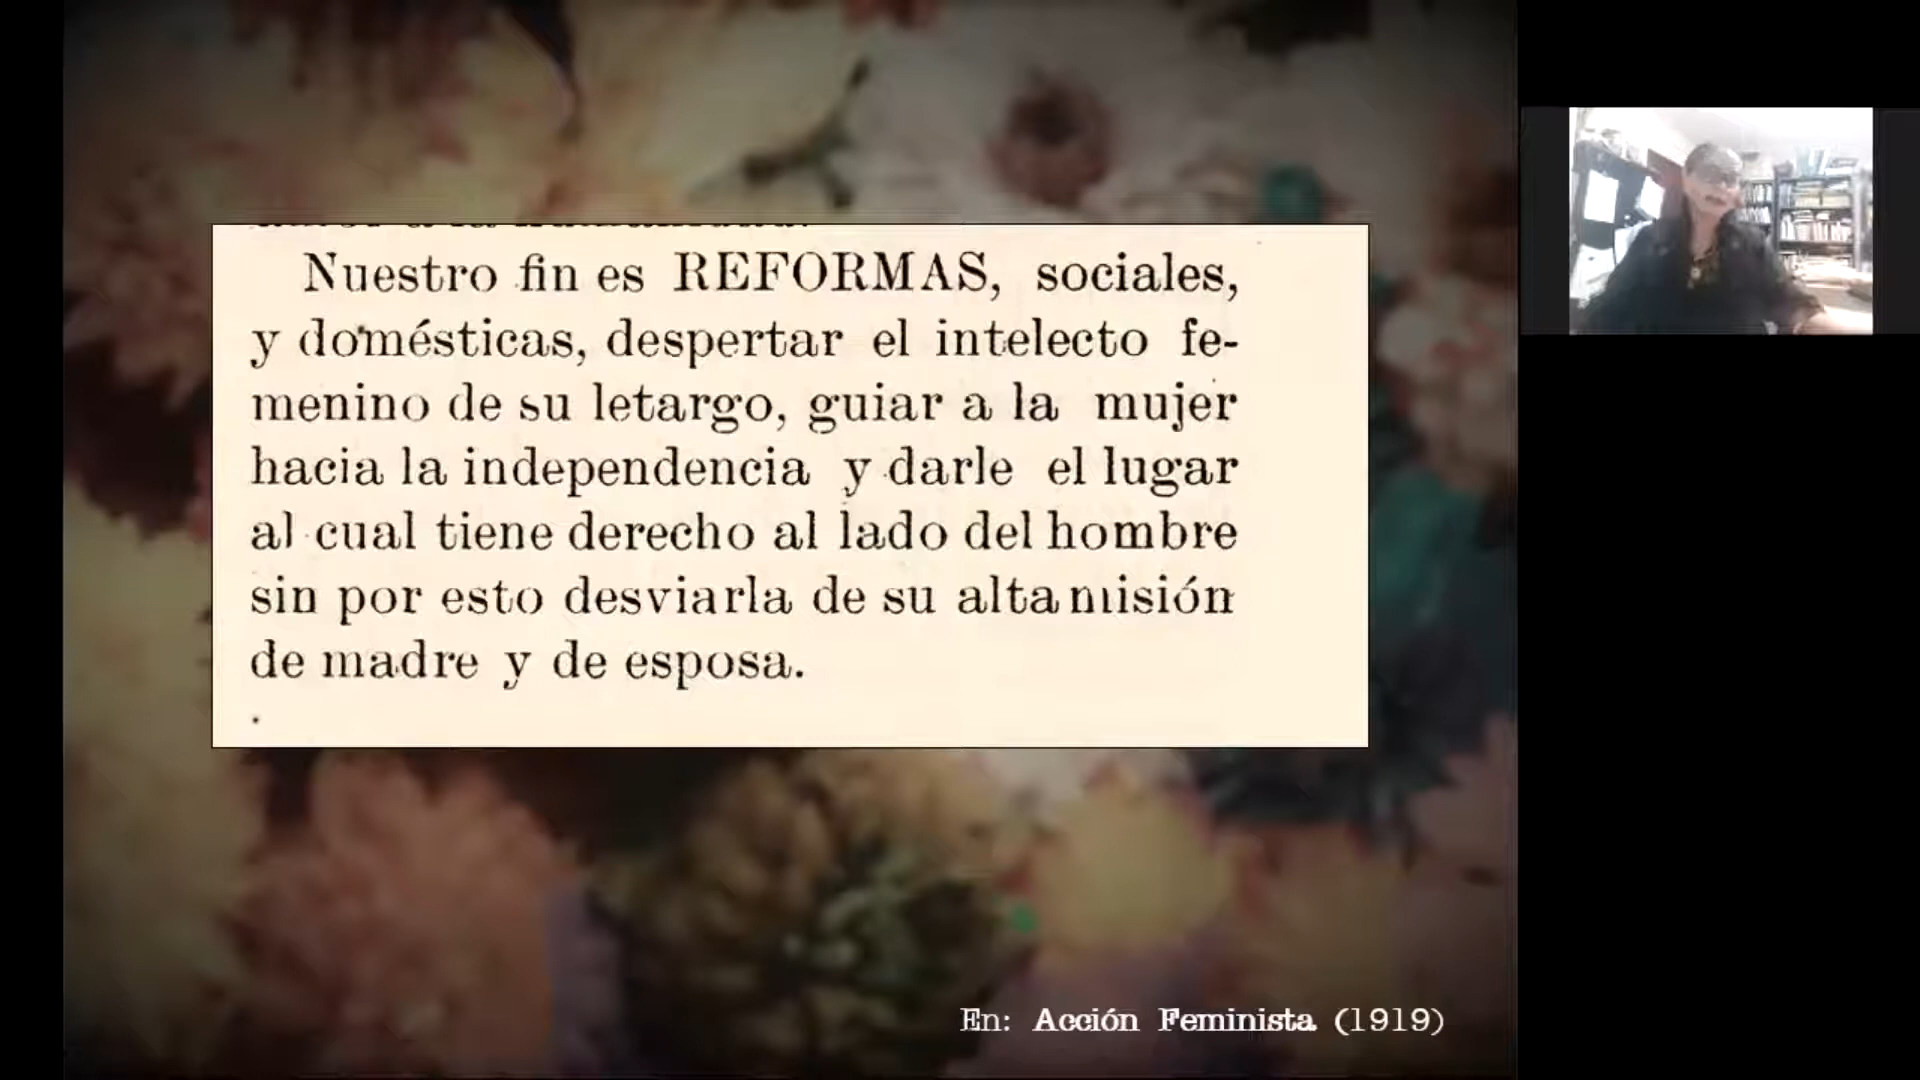 Nuestro fin es REFORMAS, sociales,
y domésticas, despertar el intelecto fe-
menino de su letargo, guiar a la mujer
hacia la independencia y darle el lugar
al cual tiene derecho al lado del hombre
sin por esto desviarla de su alta misión
de madre y de esposa.
En: Acción Feminista (1919)